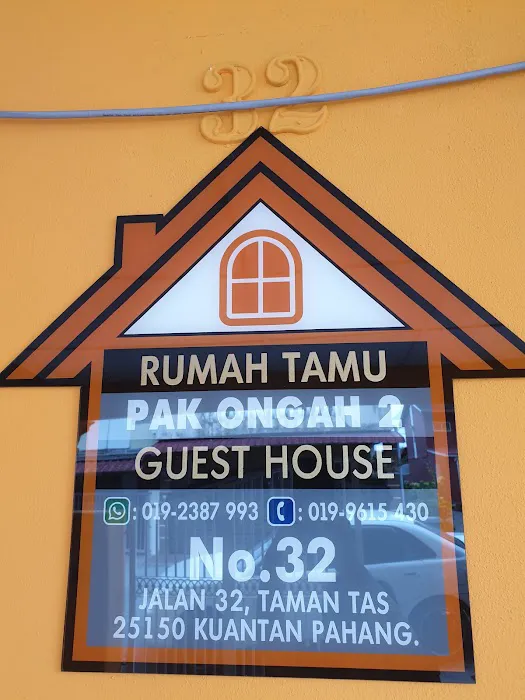 32
RUMAH TAMU
PAK ONGAH 2
GUEST HOUSE
: 019-2387 993 : 019-9615 430
No.32
JALAN 32, TAMAN TAS
25150 KUANTAN PAHANG.